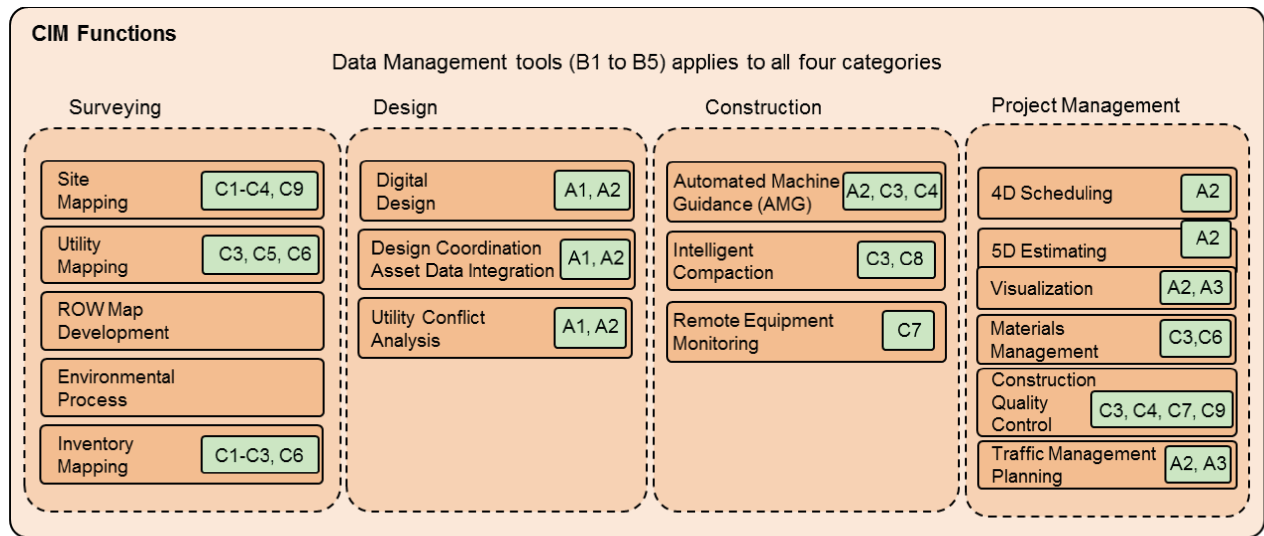 CIM Functions
Data Management tools (B1 to B5) applies to all four categories
Surveying
Site
Mapping
C1-C4, C9
Utility
Mapping
C3, C5, C6
ROW Map
Development
Environmental
Process
Inventory
Mapping
C1-C3, C6
Design
Digital
Design
A1, A2
Design Coordination
Asset Data Integration
A1, A2
Utility Conflict
Analysis
A1, A2
Construction
Automated Machine
Guidance (AMG)
A2, C3, C4
Intelligent
Compaction
C3, C8
Remote Equipment
Monitoring
C7
Project Management
4D Scheduling
A2
5D Estimating
A2
Visualization
A2, A3
Materials
Management
C3,C6
Construction
Quality
Control
C3, C4, C7, C9
Traffic Management
Planning
A2, A3